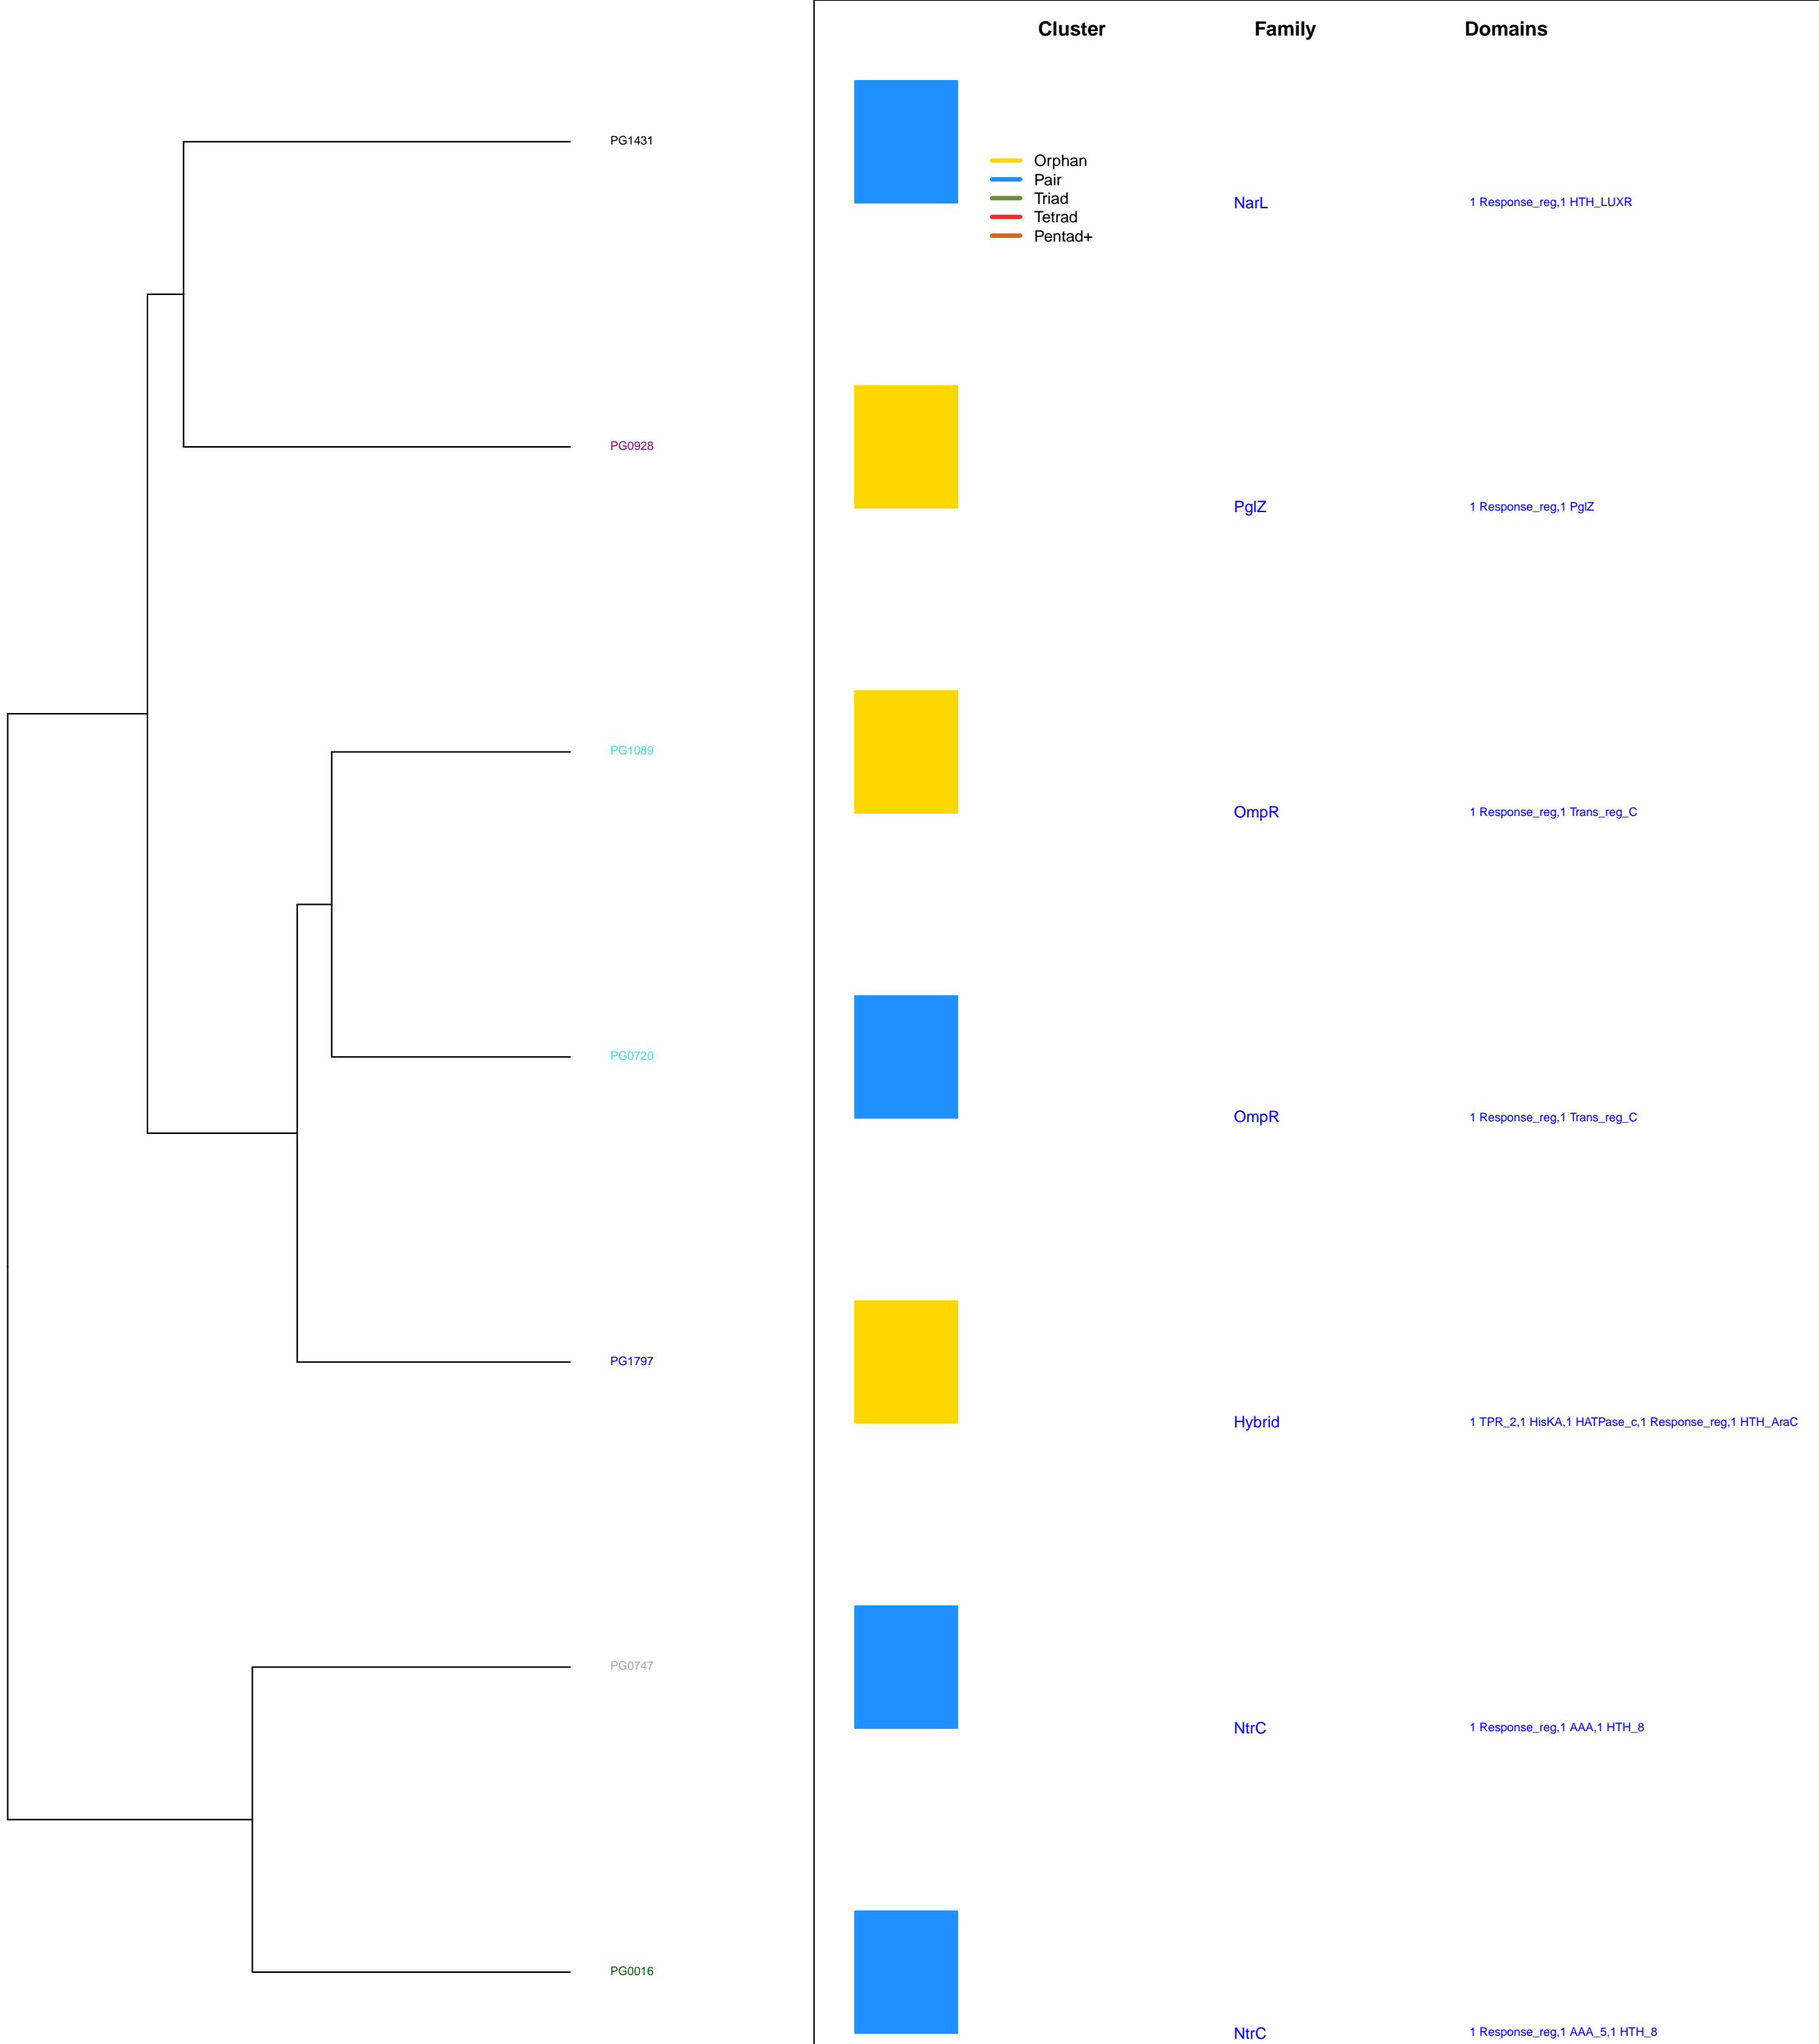 Cluster Family Domains
PG1431
Orphan
Pair
Triad
Tetrad
Pentad+
NarL 1 Response_reg,1 HTH_LUXR
PG0928
PglZ 1 Response_reg,1 PglZ
PG1089
OmpR 1 Response_reg,1 Trans_reg_C
PG0720
OmpR 1 Response_reg,1 Trans_reg_C
PG1797
Hybrid 1 TPR_2,1 HisKA,1 HATPase_c,1 Response_reg,1 HTH_AraC
PG0747
NtrC 1 Response_reg,1 AAA,1 HTH_8
PG0016
NtrC 1 Response_reg,1 AAA_5,1 HTH_8